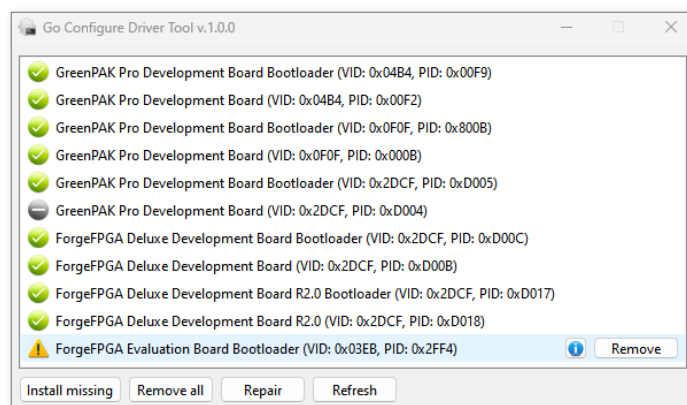 Go Configure Driver Tool v.1.0.0
GreenPAK Pro Development Board Bootloader (VID: 0x04B4, PID: 0x00F9)
GreenPAK Pro Development Board (VID: 0x04B4, PID: 0x00F2)
GreenPAK Pro Development Board Bootloader (VID: 0x0F0F, PID: 0x800B)
GreenPAK Pro Development Board (VID: 0x0F0F, PID: 0x000B)
GreenPAK Pro Development Board Bootloader (VID: 0x2DCF, PID: 0xD005)
GreenPAK Pro Development Board (VID: 0x2DCF, PID: 0xD004)
ForgeFPGA Deluxe Development Board Bootloader (VID: 0x2DCF, PID: 0xD00C)
ForgeFPGA Deluxe Development Board (VID: 0x2DCF, PID: 0xD00B)
ForgeFPGA Deluxe Development Board R2.0 Bootloader (VID: 0x2DCF, PID: 0xD017)
ForgeFPGA Deluxe Development Board R2.0 (VID: 0x2DCF, PID: 0xD018)
ForgeFPGA Evaluation Board Bootloader (VID: 0x03EB, PID: 0x2FF4) Remove
Install missing Remove all Repair Refresh